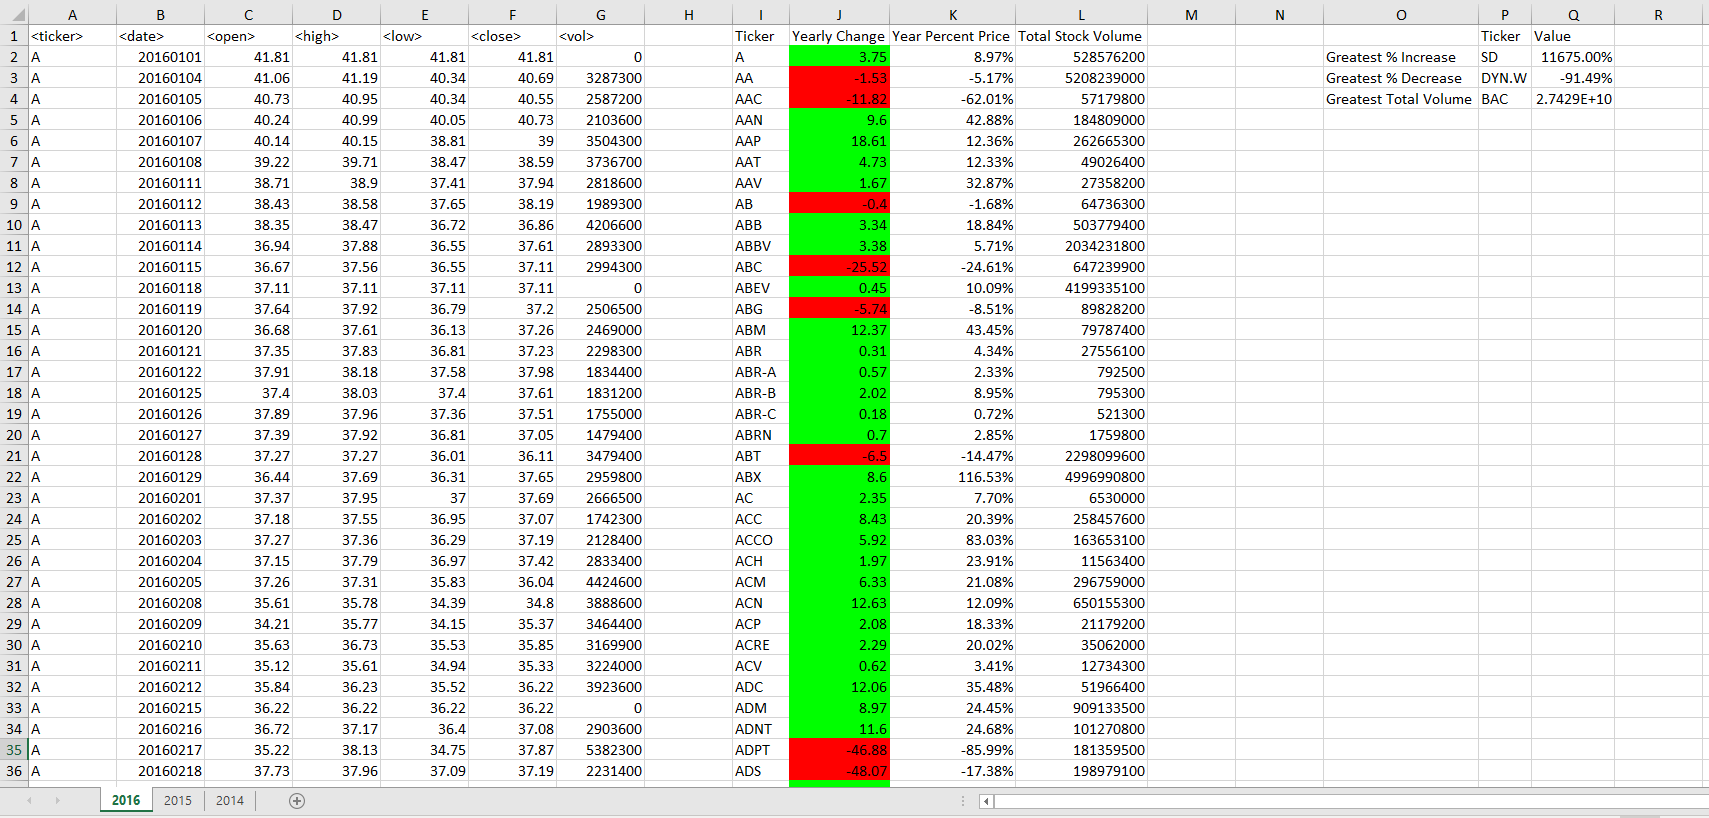 A B C D E F G H I J K L M N O P Q R
1 <ticker> <date> <open> <high> <low> <close> <vol> Ticker Yearly Change Year Percent Price Total Stock Volume Ticker Value
2 A 20160101 41.81 41.81 41.81 41.81 0 A 3.75 8.97% 528576200 Greatest % Increase SD 11675.00%
3 A 20160104 41.06 41.19 40.34 40.69 3287300 AA -1.53 -5.17% 5208239000 Greatest % Decrease DYN.W -91.49%
4 A 20160105 40.73 40.95 40.34 40.55 2587200 AAC -11.82 -62.01% 57179800 Greatest Total Volume BAC 2.7429E+10
5 A 20160106 40.24 40.99 40.05 40.73 2103600 AAN 9.6 42.88% 184809000
6 A 20160107 40.14 40.15 38.81 39 3504300 AAP 18.61 12.36% 262665300
7 A 20160108 39.22 39.71 38.47 38.59 3736700 AAT 4.73 12.33% 49026400
8 A 20160111 38.71 38.9 37.41 37.94 2818600 AAV 1.67 32.87% 27358200
9 A 20160112 38.43 38.58 37.65 38.19 1989300 AB -0.4 -1.68% 64736300
10 A 20160113 38.35 38.47 36.72 36.86 4206600 ABB 3.34 18.84% 503779400
11 A 20160114 36.94 37.88 36.55 37.61 2893300 ABBV 3.38 5.71% 2034231800
12 A 20160115 36.67 37.56 36.55 37.11 2994300 ABC -25.52 -24.61% 647239900
13 A 20160118 37.11 37.11 37.11 37.11 0 ABEV 0.45 10.09% 4199335100
14 A 20160119 37.64 37.92 36.79 37.2 2506500 ABG -5.74 -8.51% 89828200
15 A 20160120 36.68 37.61 36.13 37.26 2469000 ABM 12.37 43.45% 79787400
16 A 20160121 37.35 37.83 36.81 37.23 2298300 ABR 0.31 4.34% 27556100
17 A 20160122 37.91 38.18 37.58 37.98 1834400 ABR-A 0.57 2.33% 792500
18 A 20160125 37.4 38.03 37.4 37.61 1831200 ABR-B 2.02 8.95% 795300
19 A 20160126 37.89 37.96 37.36 37.51 1755000 ABR-C 0.18 0.72% 521300
20 A 20160127 37.39 37.92 36.81 37.05 1479400 ABRN 0.7 2.85% 1759800
21 A 20160128 37.27 37.27 36.01 36.11 3479400 ABT -6.5 -14.47% 2298099600
22 A 20160129 36.44 37.69 36.31 37.65 2959800 ABX 8.6 116.53% 4996990800
23 A 20160201 37.37 37.95 37 37.69 2666500 AC 2.35 7.70% 6530000
24 A 20160202 37.18 37.55 36.95 37.07 1742300 ACC 8.43 20.39% 258457600
25 A 20160203 37.27 37.36 36.29 37.19 2128400 ACCO 5.92 83.03% 163653100
26 A 20160204 37.15 37.79 36.97 37.42 2833400 ACH 1.97 23.91% 11563400
27 A 20160205 37.26 37.31 35.83 36.04 4424600 ACM 6.33 21.08% 296759000
28 A 20160208 35.61 35.78 34.39 34.8 3888600 ACN 12.63 12.09% 650155300
29 A 20160209 34.21 35.77 34.15 35.37 3464400 ACP 2.08 18.33% 21179200
30 A 20160210 35.63 36.73 35.53 35.85 3169900 ACRE 2.29 20.02% 35062000
31 A 20160211 35.12 35.61 34.94 35.33 3224000 ACV 0.62 3.41% 12734300
32 A 20160212 35.84 36.23 35.52 36.22 3923600 ADC 12.06 35.48% 51966400
33 A 20160215 36.22 36.22 36.22 36.22 0 ADM 8.97 24.45% 909133500
34 A 20160216 36.72 37.17 36.4 37.08 2903600 ADNT 11.6 24.68% 101270800
35 A 20160217 35.22 38.13 34.75 37.87 5382300 ADPT -46.88 -85.99% 181359500
36 A 20160218 37.73 37.96 37.09 37.19 2231400 ADS -48.07 -17.38% 198979100
2016 2015 2014